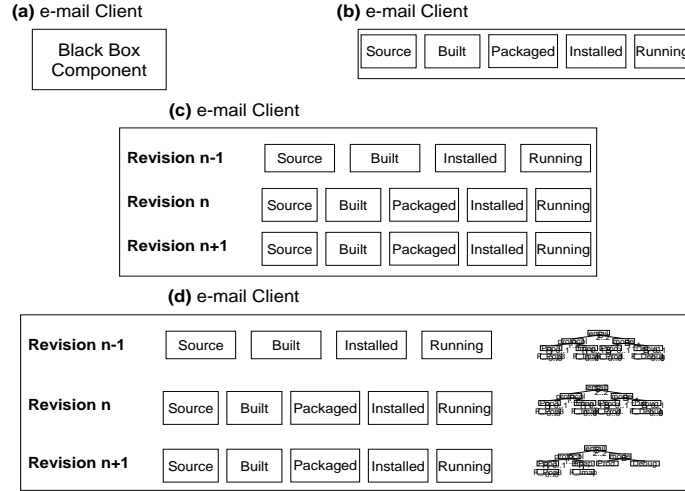 (a) e-mail Client
Black Box
Component
(b) e-mail Client
Source Built Packaged Installed Running
(c) e-mail Client
Revision n-1 Source Built Installed Running
Revision n Source Built Packaged Installed Running
Revision n+1 Source Built Packaged Installed Running
(d) e-mail Client
Revision n-1 Source Built Installed Running
Revision n Source Built Packaged Installed Running
Revision n+1 Source Built Packaged Installed Running